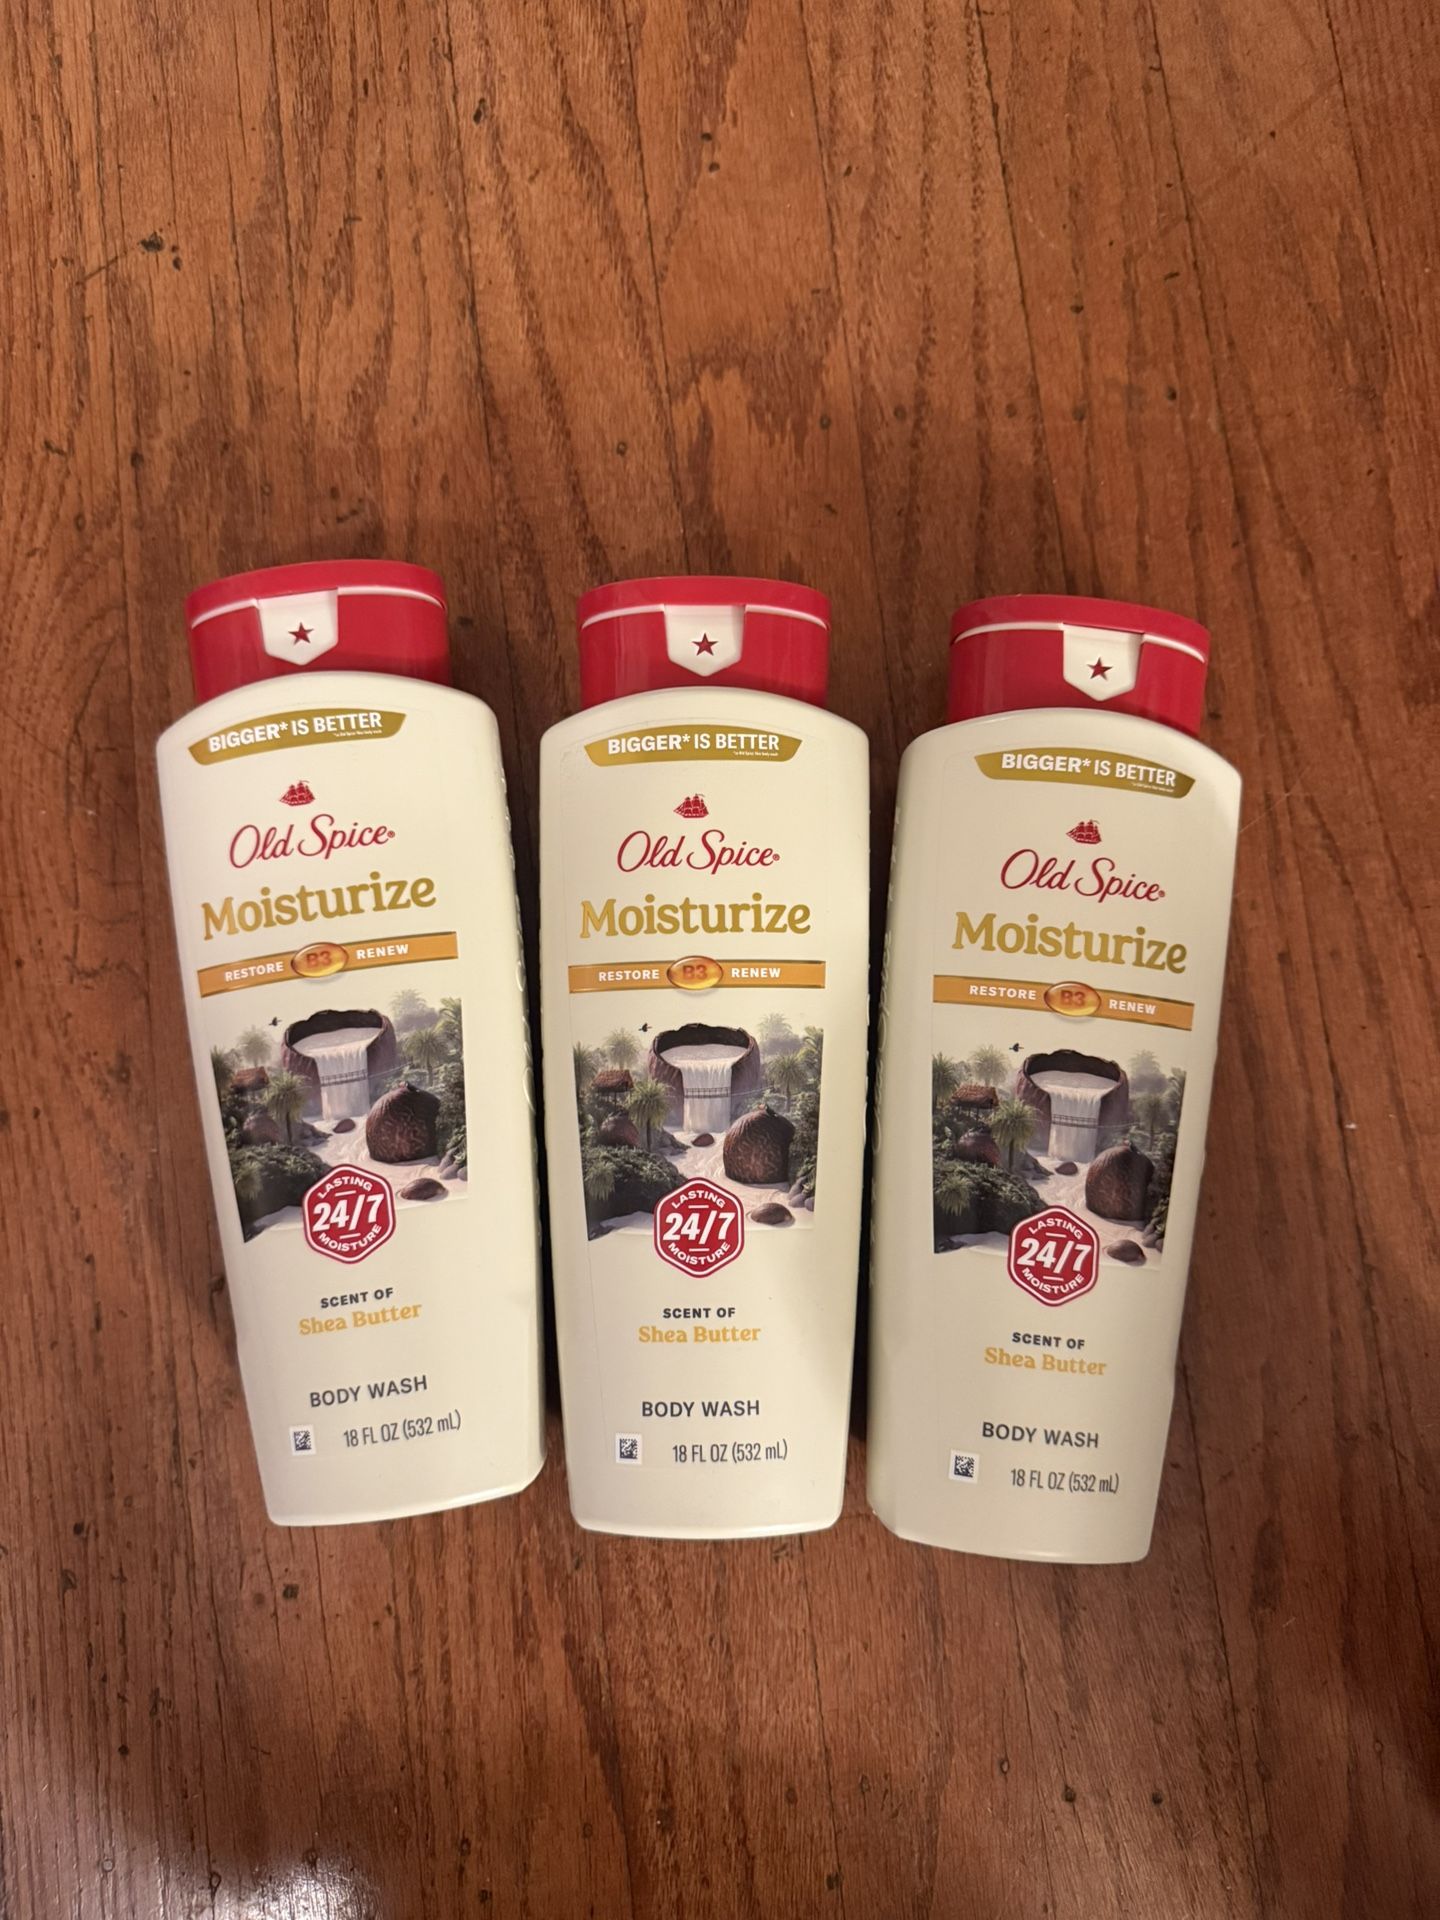 BIGGER* IS BETTER
Old Spice®
Moisturize
RESTORE B3 RENEW
LASTING
24/7
MOISTURE
SCENT OF
Shea Butter
BODY WASH
18 FL OZ (532 mL)
BIGGER* IS BETTER
Old Spice®
Moisturize
RESTORE B3 RENEW
LASTING
24/7
MOISTURE
SCENT OF
Shea Butter
BODY WASH
18 FL OZ (532 mL)
BIGGER* IS BETTER
Old Spice®
Moisturize
RESTORE B3 RENEW
LASTING
24/7
MOISTURE
SCENT OF
Shea Butter
BODY WASH
18 FL OZ (532 mL)